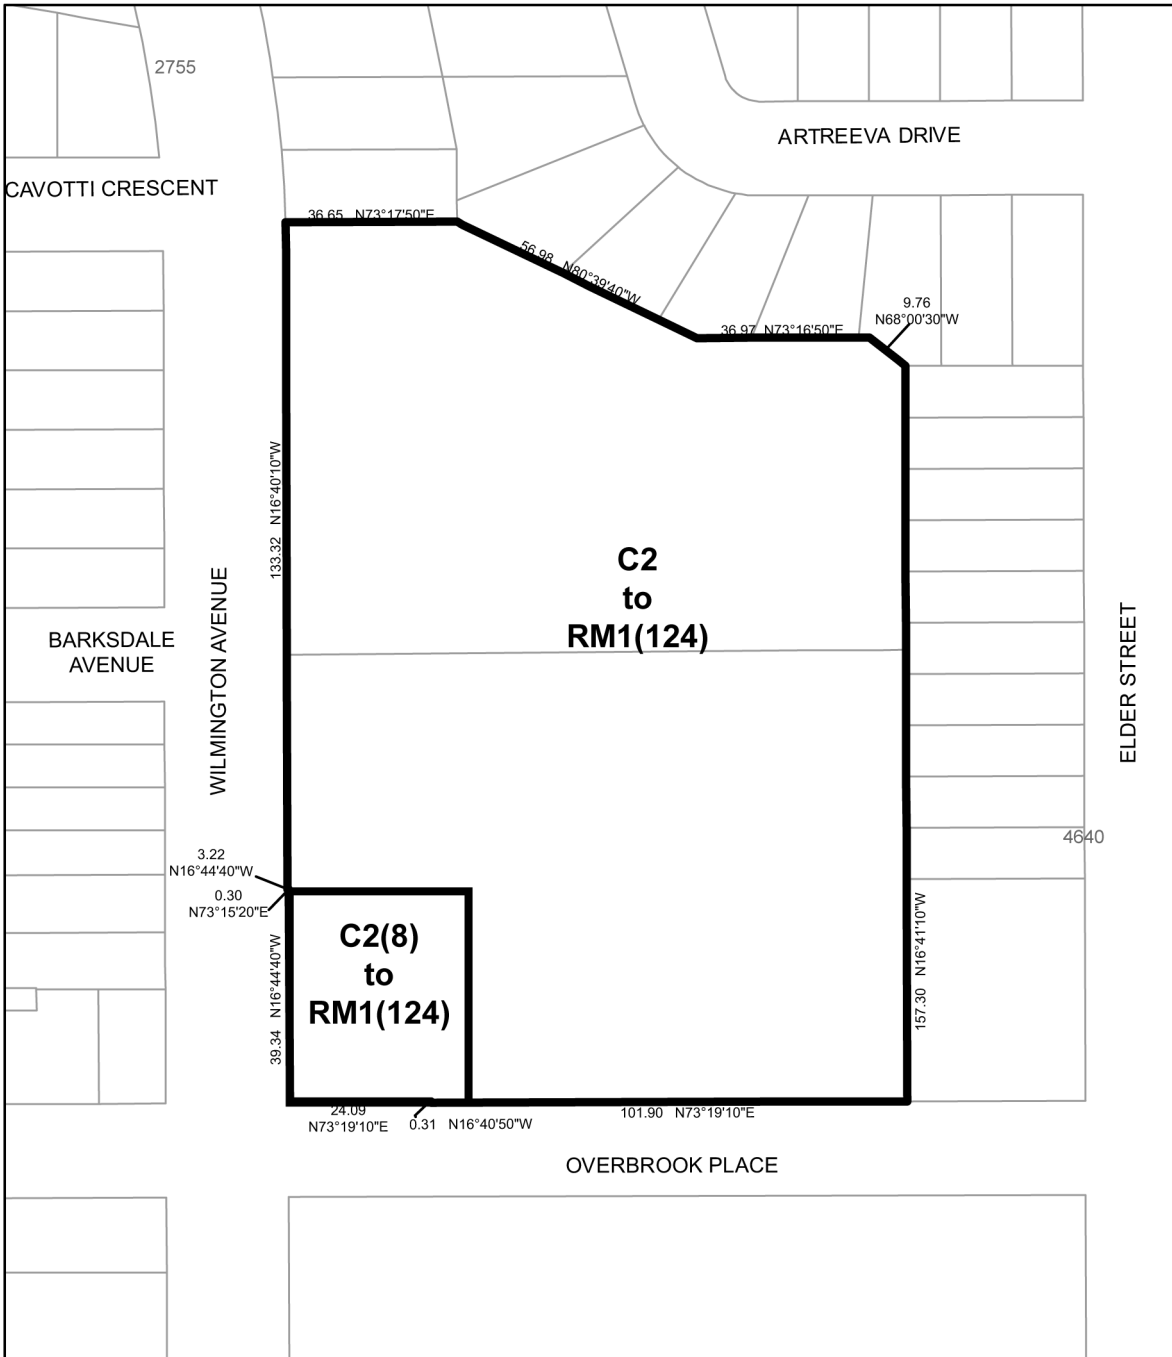 2755
ARTREEVA DRIVE
CAVOTTI CRESCENT
36.65 N73°17'50"E
56.98 N80°39'40"W
9.76
N68°00'30"W
36.97 N73°16'50"E
133.32 N16°40'10"W
C2
to
RM1(124)
BARKSDALE
AVENUE
WILMINGTON AVENUE
ELDER STREET
4640
3.22
N16°44'40"W
0.30
N73°15'20"E
39.34 N16°44'40"W
C2(8)
to
RM1(124)
157.30 N16°41'10"W
24.09
N73°19'10"E
0.31 N16°40'50"W
101.90 N73°19'10"E
OVERBROOK PLACE